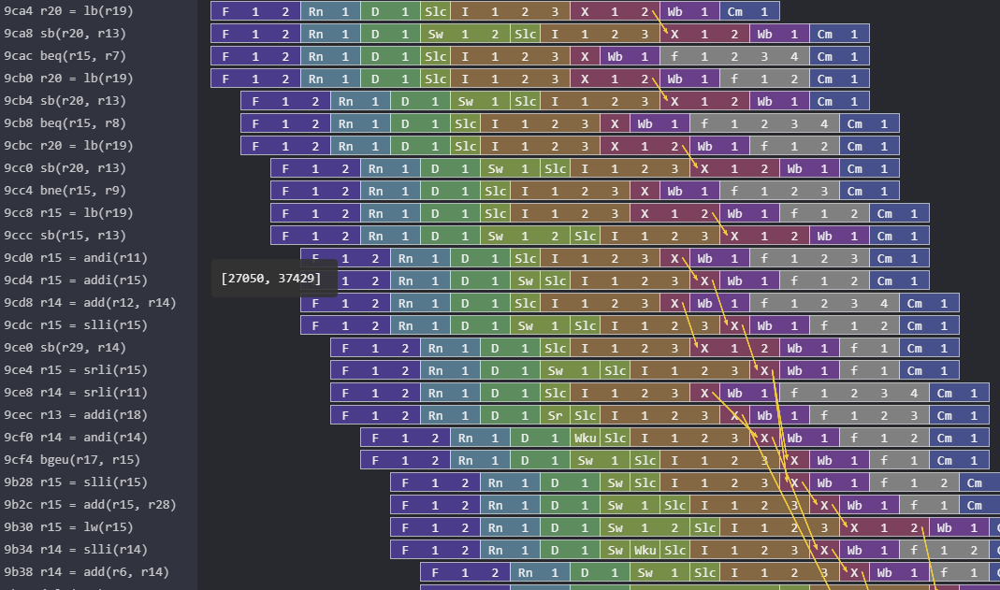 9ca4 r20 = lb(r19) F 1 2 Rn 1 D 1 Slc I 1 2 3 X 1 2 Wb 1 Cm 1
9ca8 sb(r20, r13) F 1 2 Rn 1 D 1 Sw 1 2 Slc I 1 2 3 X 1 2 Wb 1 Cm 1
9cac beq(r15, r7) F 1 2 Rn 1 D 1 Slc I 1 2 3 X Wb 1 f 1 2 3 4 Cm 1
9cb0 r20 = lb(r19) F 1 2 Rn 1 D 1 Slc I 1 2 3 X 1 2 Wb 1 f 1 2 Cm 1
9cb4 sb(r20, r13) F 1 2 Rn 1 D 1 Sw 1 Slc I 1 2 3 X 1 2 Wb 1 Cm 1
9cb8 beq(r15, r8) F 1 2 Rn 1 D 1 Slc I 1 2 3 X Wb 1 f 1 2 3 4 Cm 1
9cbc r20 = lb(r19) F 1 2 Rn 1 D 1 Slc I 1 2 3 X 1 2 Wb 1 f 1 2 Cm 1
9cc0 sb(r20, r13) F 1 2 Rn 1 D 1 Sw 1 Slc I 1 2 3 X 1 2 Wb 1 Cm 1
9cc4 bne(r15, r9) F 1 2 Rn 1 D 1 Slc I 1 2 3 X Wb 1 f 1 2 3 Cm 1
9cc8 r15 = lb(r19) F 1 2 Rn 1 D 1 Slc I 1 2 3 X 1 2 Wb 1 f 1 2 Cm 1
9ccc sb(r15, r13) F 1 2 Rn 1 D 1 Sw 1 2 Slc I 1 2 3 X 1 2 Wb 1 Cm 1
9cd0 r15 = andi(r11) F 1 2 Rn 1 D 1 Slc I 1 2 3 X Wb 1 f 1 2 3 Cm 1
9cd4 r15 = addi(r15) [27050, 37429] 1 2 Rn 1 D 1 Sw Slc I 1 2 3 X Wb 1 f 1 2 Cm 1
9cd8 r14 = add(r12, r14) F 1 2 Rn 1 D 1 Slc I 1 2 3 X Wb 1 f 1 2 3 4 Cm 1
9cdc r15 = slli(r15) F 1 2 Rn 1 D 1 Sw 1 Slc I 1 2 3 X Wb 1 f 1 2 Cm 1
9ce0 sb(r29, r14) F 1 2 Rn 1 D 1 Slc I 1 2 3 X 1 2 Wb 1 f 1 Cm 1
9ce4 r15 = srli(r15) F 1 2 Rn 1 D 1 Sw 1 Slc I 1 2 3 X Wb 1 f 1 Cm 1
9ce8 r14 = srli(r11) F 1 2 Rn 1 D 1 Slc I 1 2 3 X Wb 1 f 1 2 3 4 Cm 1
9cec r13 = addi(r18) F 1 2 Rn 1 D 1 Sr Slc I 1 2 3 X Wb 1 f 1 2 3 Cm 1
9cf0 r14 = andi(r14) F 1 2 Rn 1 D 1 Wku Slc I 1 2 3 X Wb 1 f 1 2 Cm 1
9cf4 bgeu(r17, r15) F 1 2 Rn 1 D 1 Sw 1 Slc I 1 2 3 X Wb 1 f 1 Cm 1
9b28 r15 = slli(r15) F 1 2 Rn 1 D 1 Sw Slc I 1 2 3 X Wb 1 f 1 2 Cm
9b2c r15 = add(r15, r28) F 1 2 Rn 1 D 1 Sw 1 Slc I 1 2 3 X Wb 1 f 1 Cm
9b30 r15 = lw(r15) F 1 2 Rn 1 D 1 Sw 1 2 Slc I 1 2 3 X 1 2 Wb 1
9b34 r14 = slli(r14) F 1 2 Rn 1 D 1 Sw Wku Slc I 1 2 3 X Wb 1 f 1 2
9b38 r14 = add(r6, r14) F 1 2 Rn 1 D 1 Sw 1 Slc I 1 2 3 X Wb 1 f 1